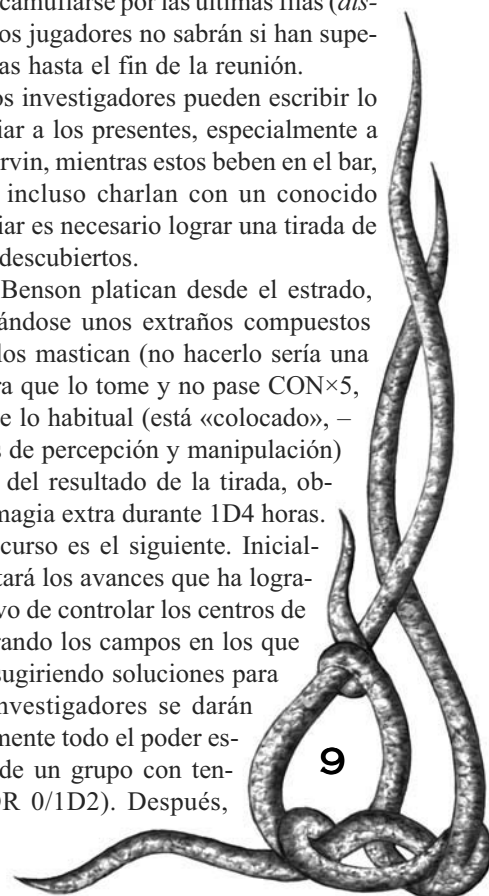 camuflarse por las últimas filas (dis-
os jugadores no sabrán si han supe-
as hasta el fin de la reunión.
os investigadores pueden escribir lo
iar a los presentes, especialmente a
rvin, mientras estos beben en el bar,
incluso charlan con un conocido
iar es necesario lograr una tirada de
descubiertos.
Benson platican desde el estrado,
ándose unos extraños compuestos
los mastican (no hacerlo sería una
ra que lo tome y no pase CON×5,
e lo habitual (está «colocado», –
s de percepción y manipulación)
del resultado de la tirada, ob-
magia extra durante 1D4 horas.
curso es el siguiente. Inicial-
tará los avances que ha logra-
vo de controlar los centros de
rando los campos en los que
sugiriendo soluciones para
nvestigadores se darán
mente todo el poder es-
de un grupo con ten-
OR 0/1D2). Después,
9